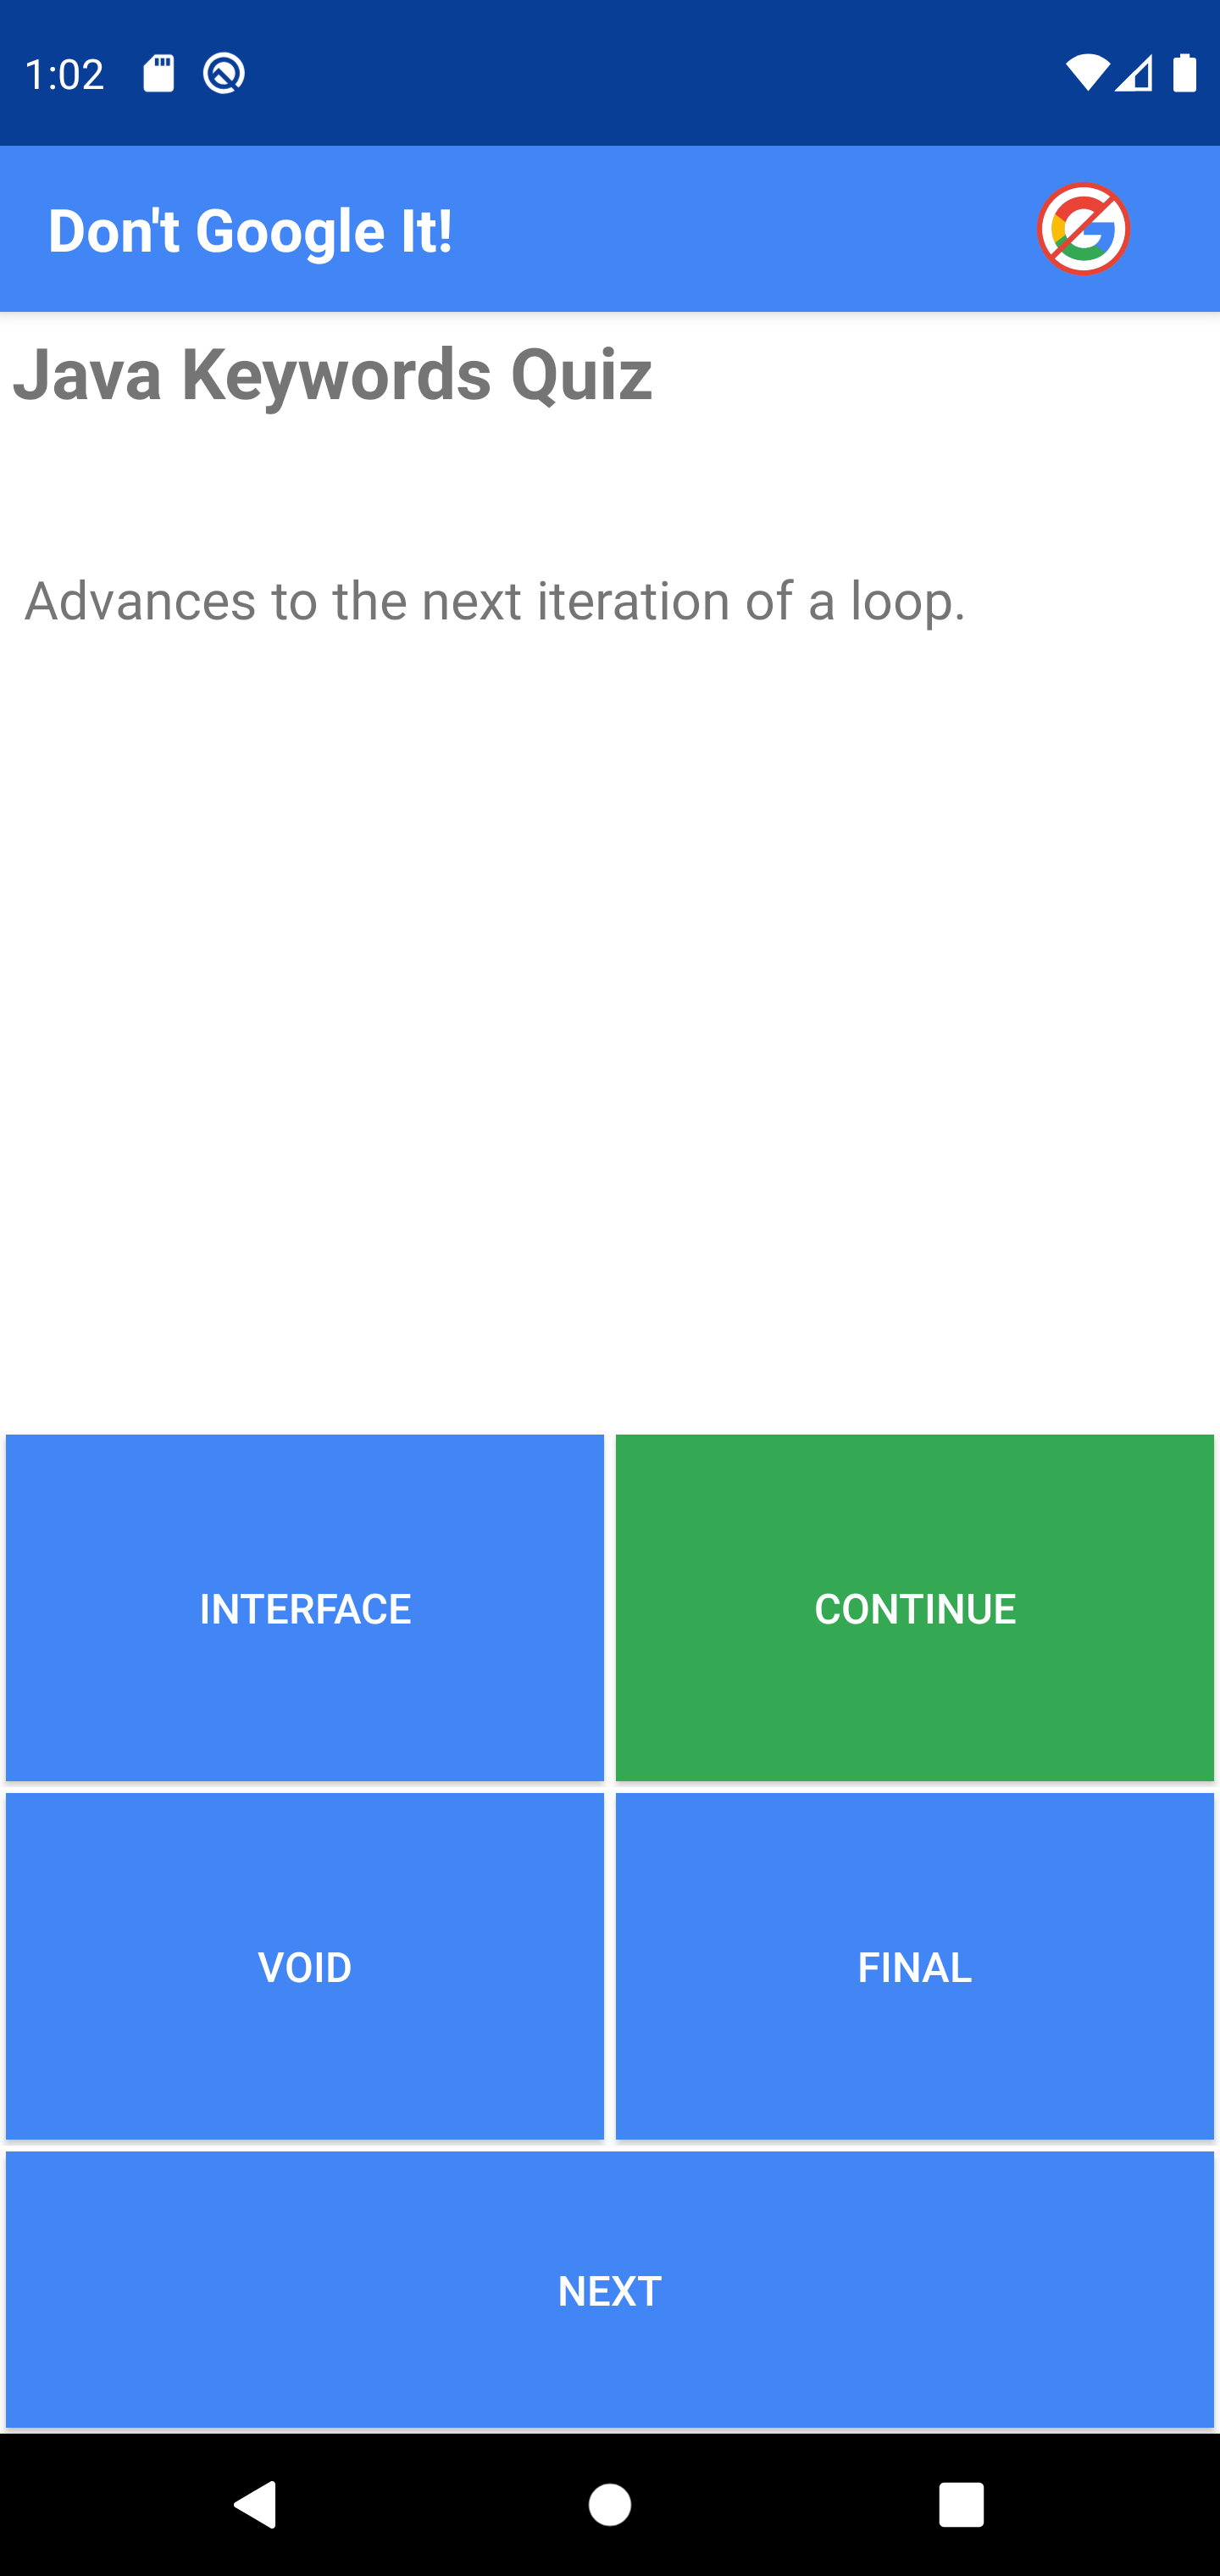 1:02
Don't Google It!
Java Keywords Quiz
Advances to the next iteration of a loop.
INTERFACE
CONTINUE
VOID
FINAL
NEXT